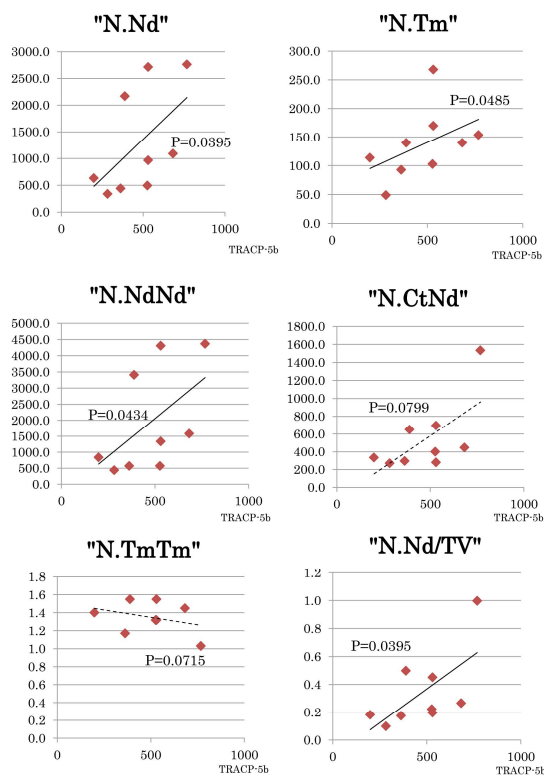 "N.Nd"
3000.0
2500.0
2000.0
1500.0
1000.0
500.0
0.0
P=0.0395
0 500 1000
TRACP-5b
"N.Tm"
300.0
250.0
200.0
150.0
100.0
50.0
0.0
P=0.0485
0 500 1000
TRACP-5b
"N.NdNd"
5000.0
4500.0
4000.0
3500.0
3000.0
2500.0
2000.0
1500.0
1000.0
500.0
0.0
P=0.0434
0 500 1000
TRACP-5b
"N.CtNd"
1800.0
1600.0
1400.0
1200.0
1000.0
800.0
600.0
400.0
200.0
0.0
P=0.0799
0 500 1000
TRACP-5b
"N.TmTm"
1.8
1.6
1.4
1.2
1.0
0.8
0.6
0.4
0.2
0.0
P=0.0715
0 500 1000
TRACP-5b
"N.Nd/TV"
1.2
1.0
0.8
0.6
0.4
0.2
0.0
P=0.0395
0 500 1000
TRACP-5b